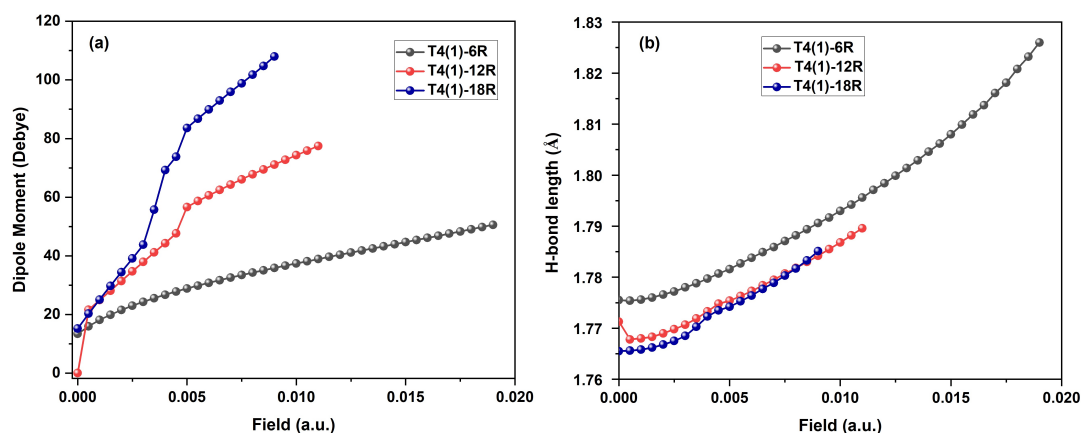 (a)
T4(1)-6R
T4(1)-12R
T4(1)-18R
Dipole Moment (Debye)
120
100
80
60
40
20
0
0.000 0.005 0.010 0.015 0.020
Field (a.u.)
(b)
T4(1)-6R
T4(1)-12R
T4(1)-18R
H-bond length (Å)
1.83
1.82
1.81
1.80
1.79
1.78
1.77
1.76
0.000 0.005 0.010 0.015 0.020
Field (a.u.)